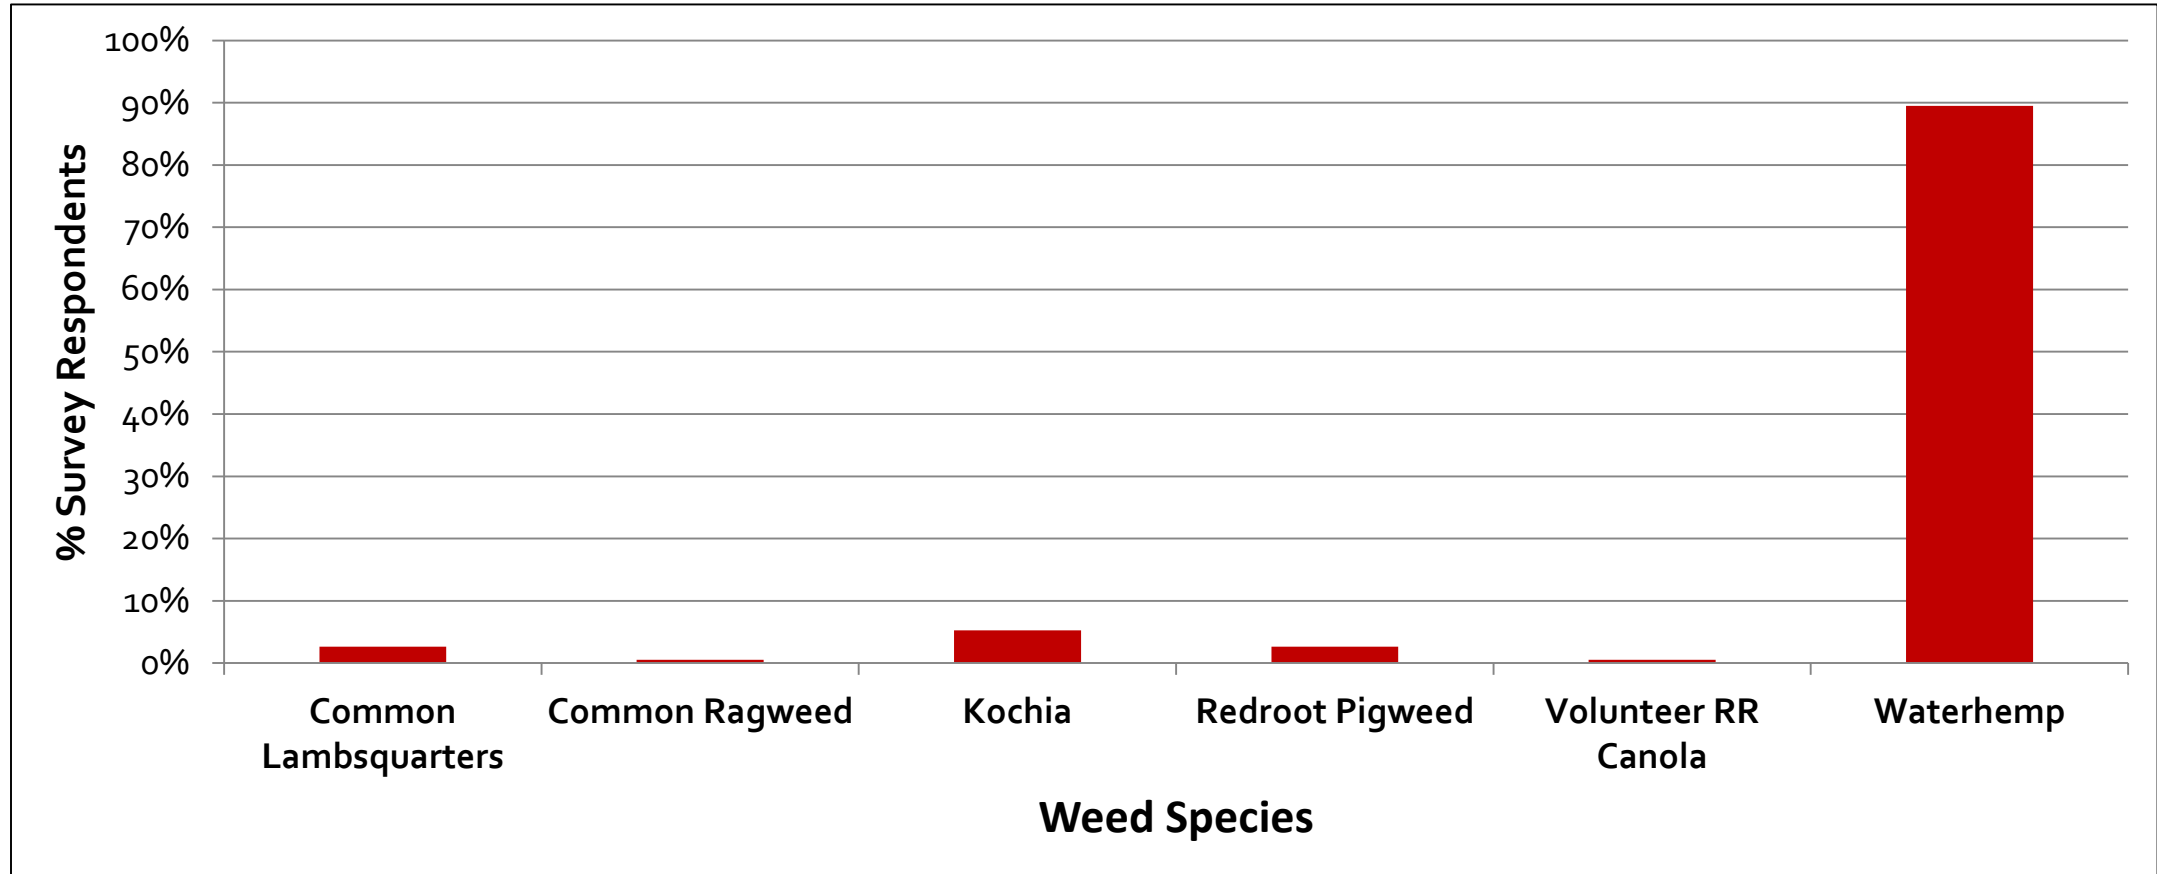 100%
90%
80%
70%
60%
50%
40%
30%
20%
10%
0%
% Survey Respondents
Common
Lambsquarters
Common Ragweed
Kochia
Redroot Pigweed
Volunteer RR
Canola
Waterhemp
Weed Species